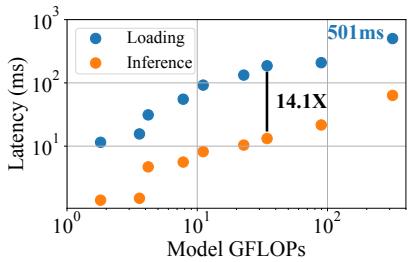 10³
501ms
Loading
Inference
Latency (ms)
10²
14.1X
10¹
10⁰
10¹
10²
Model GFLOPs